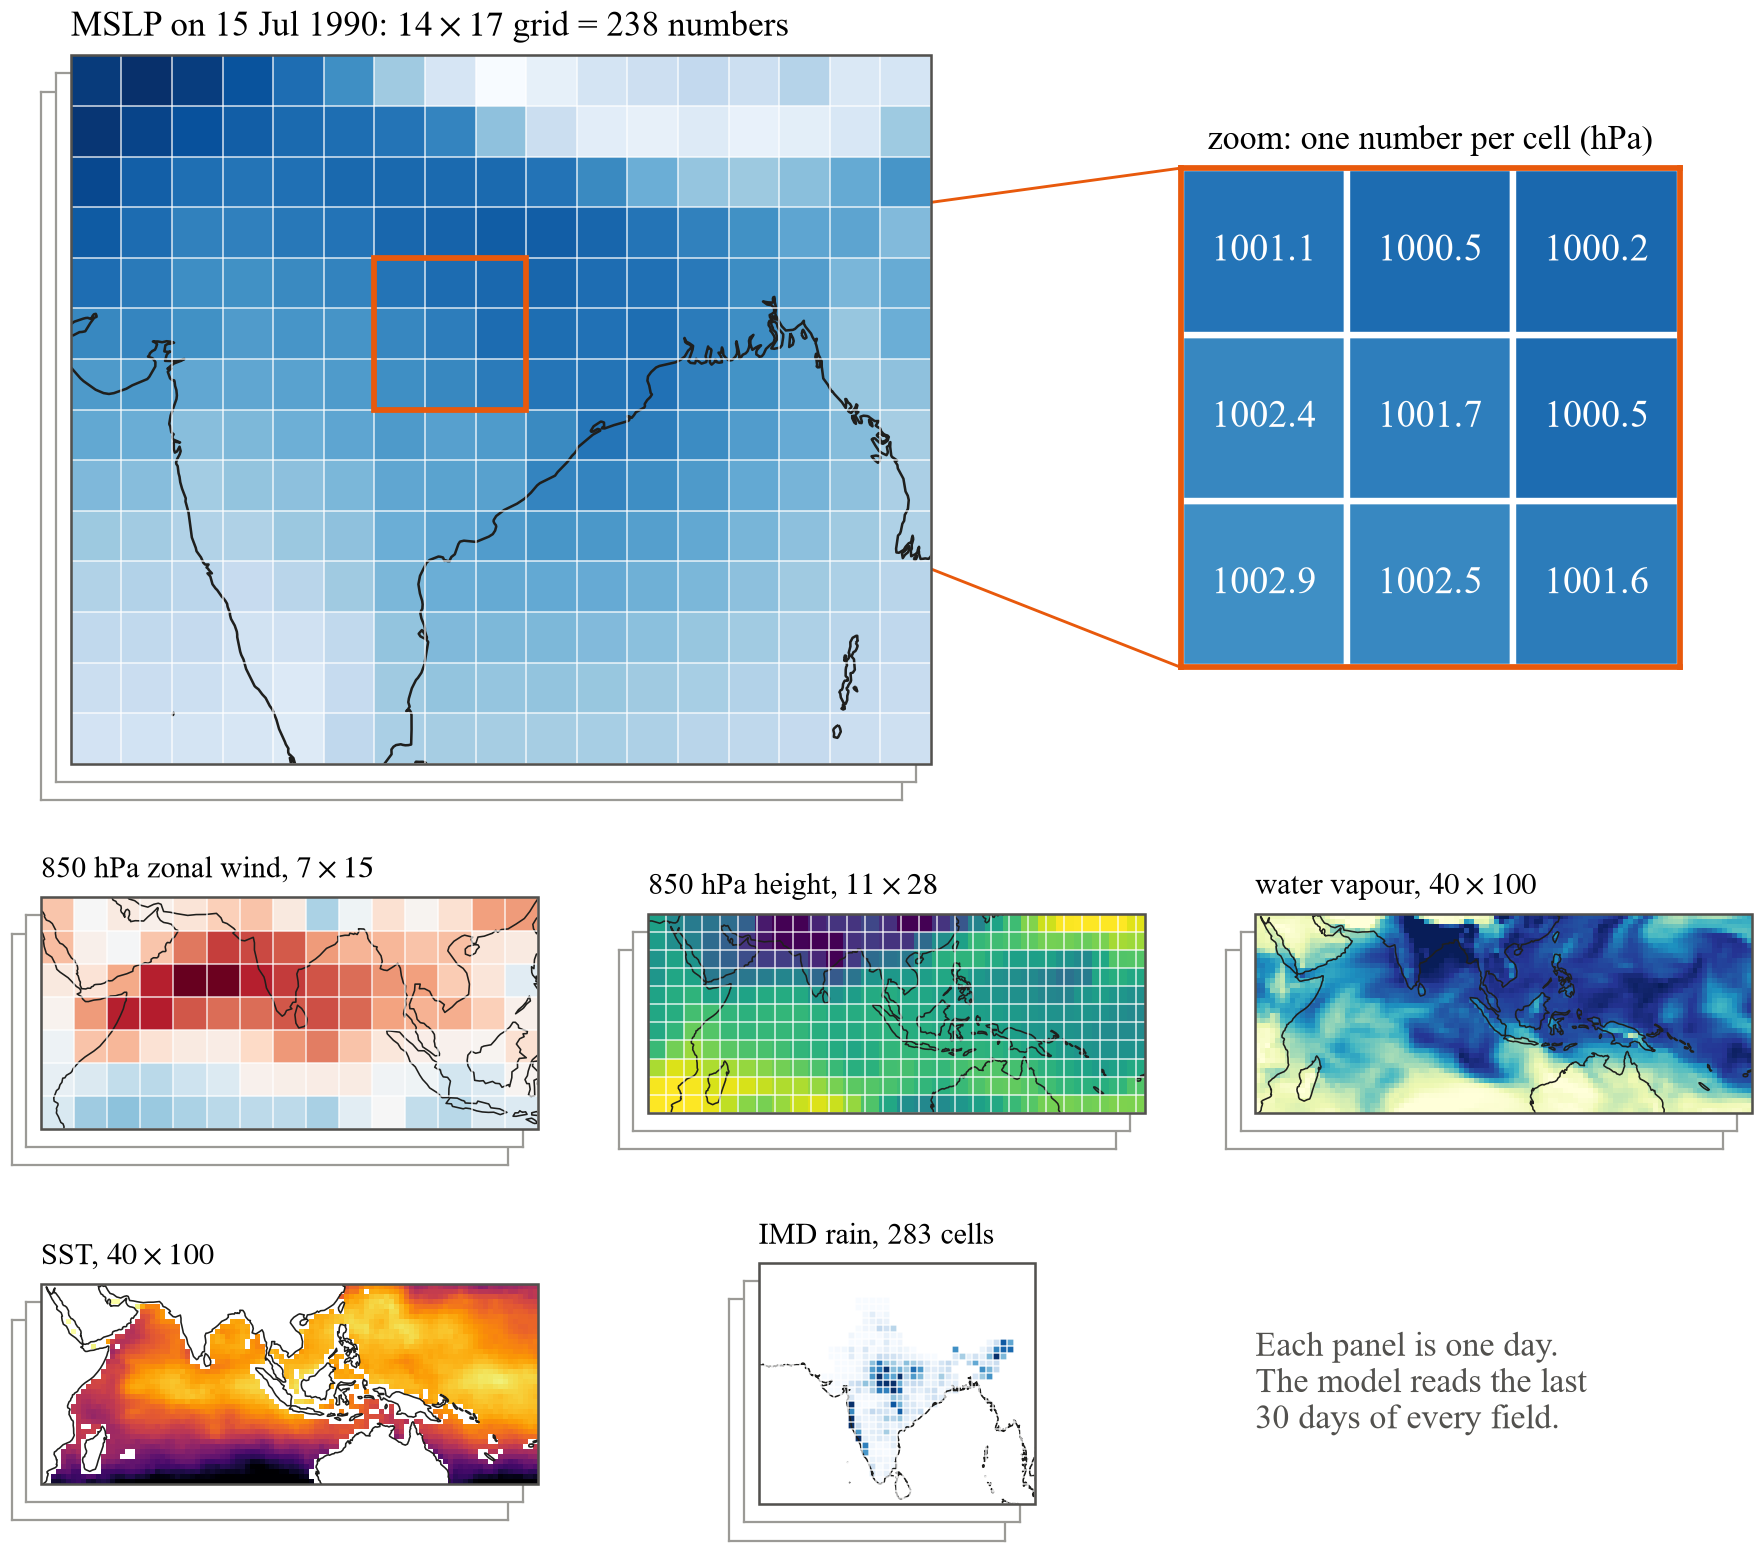 MSLP on 15 Jul 1990: 14 × 17 grid = 238 numbers
zoom: one number per cell (hPa)
1001.1 1000.5 1000.2
1002.4 1001.7 1000.5
1002.9 1002.5 1001.6
850 hPa zonal wind, 7 × 15
850 hPa height, 11 × 28
water vapour, 40 × 100
SST, 40 × 100
IMD rain, 283 cells
Each panel is one day.
The model reads the last
30 days of every field.